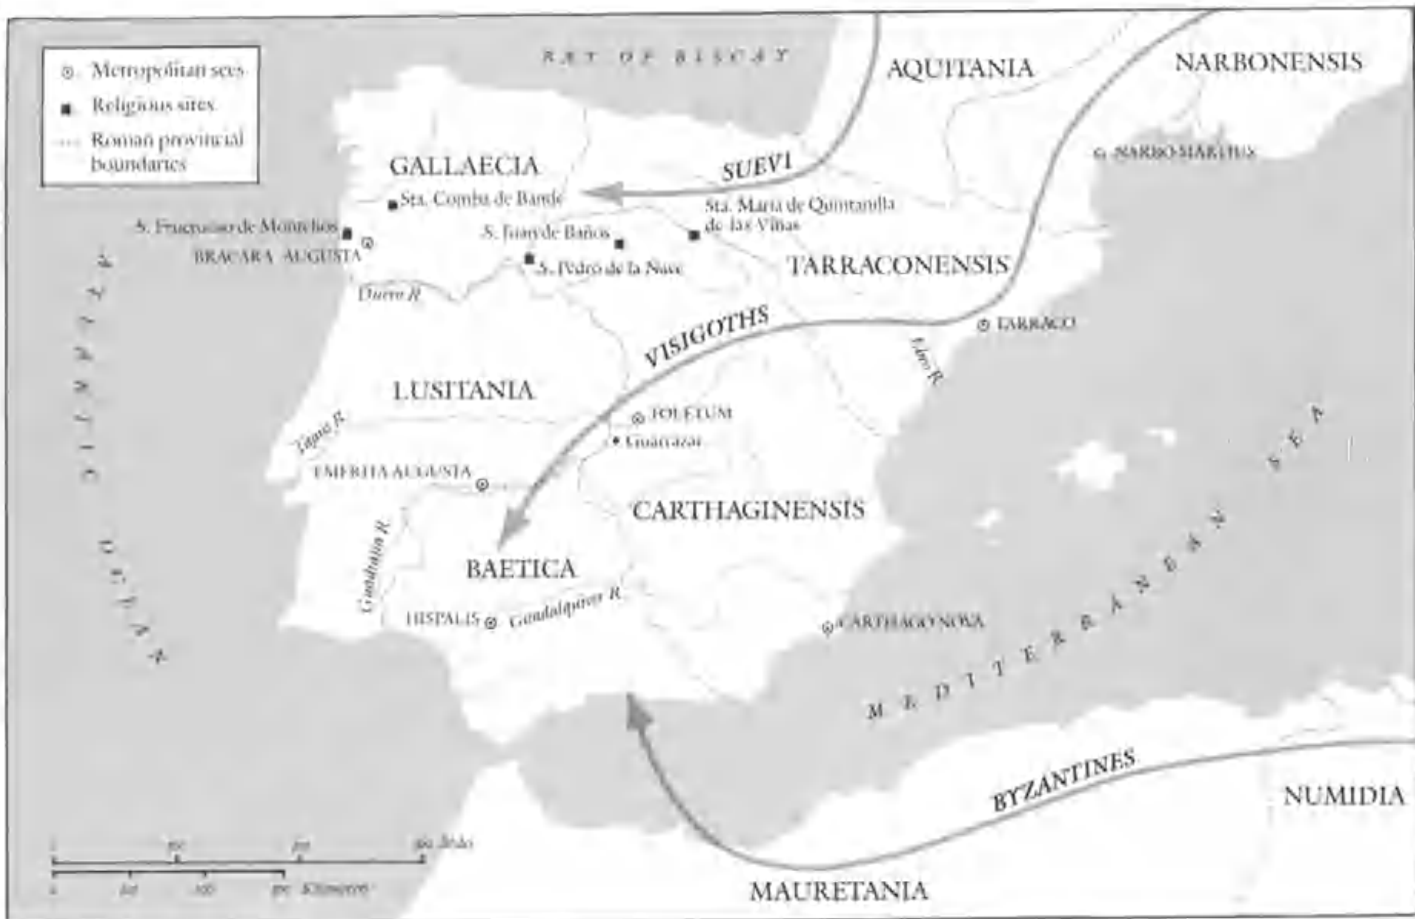 Metropolitan sees
Religious sites
Roman provincial
boundaries
BAY OF BISCAY
AQUITANIA
NARBONENSIS
NARBO MARTIUS
GALLAECIA
SUEVI
Sta. Comba de Bande
Sta. María de Quintanilla
de las Viñas
S. Fructuoso de Montelios
S. Juan de Baños
BRACARA AUGUSTA
S. Pedro de la Nave
TARRACONENSIS
Duero R.
VISIGOTHS
TARRACO
Ebro R.
LUSITANIA
TOLETUM
Guarrazar
Tagus R.
EMERITA AUGUSTA
CARTHAGINENSIS
ATLANTIC OCEAN
Guadiana R.
BAETICA
HISPALIS
Guadalquivir R.
CARTHAGO NOVA
MEDITERRANEAN SEA
BYZANTINES
NUMIDIA
MAURETANIA
0
Kilometers